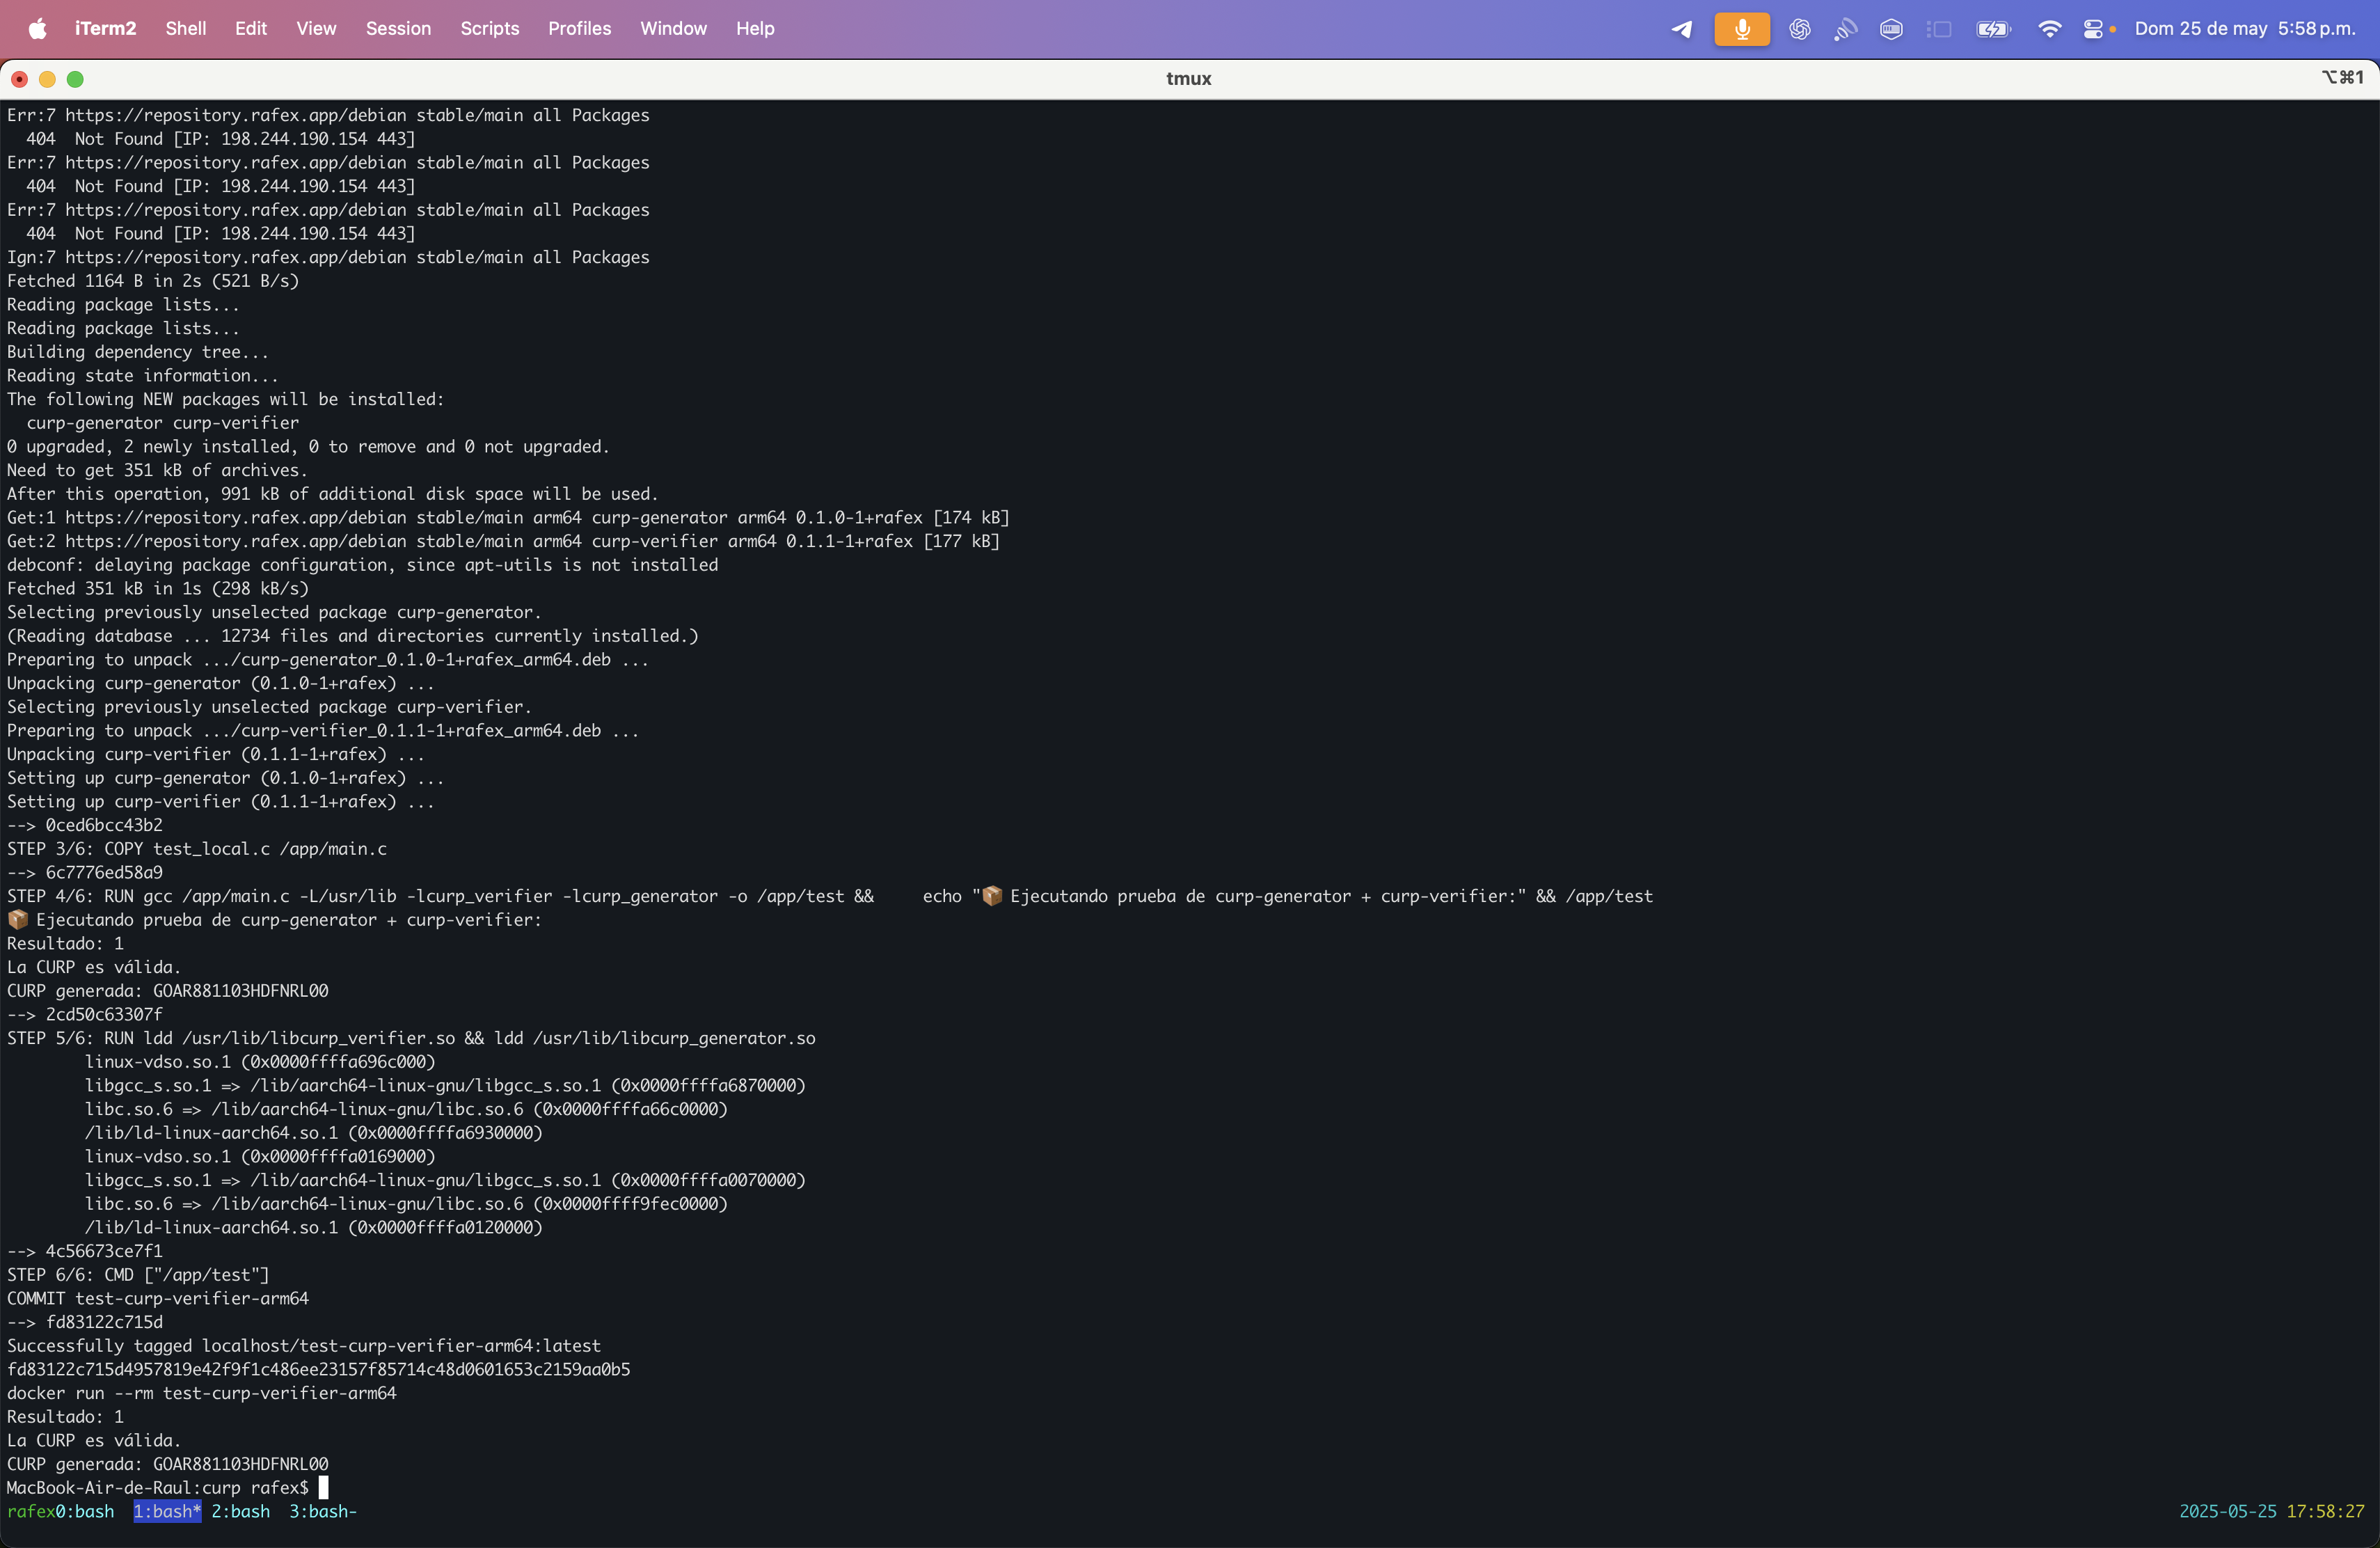 iTerm2 Shell Edit View Session Scripts Profiles Window Help Dom 25 de may 5:58 p.m.
tmux ⌥⌘1
Err:7 https://repository.rafex.app/debian stable/main all Packages
  404  Not Found [IP: 198.244.190.154 443]
Err:7 https://repository.rafex.app/debian stable/main all Packages
  404  Not Found [IP: 198.244.190.154 443]
Err:7 https://repository.rafex.app/debian stable/main all Packages
  404  Not Found [IP: 198.244.190.154 443]
Ign:7 https://repository.rafex.app/debian stable/main all Packages
Fetched 1164 B in 2s (521 B/s)
Reading package lists...
Reading package lists...
Building dependency tree...
Reading state information...
The following NEW packages will be installed:
  curp-generator curp-verifier
0 upgraded, 2 newly installed, 0 to remove and 0 not upgraded.
Need to get 351 kB of archives.
After this operation, 991 kB of additional disk space will be used.
Get:1 https://repository.rafex.app/debian stable/main arm64 curp-generator arm64 0.1.0-1+rafex [174 kB]
Get:2 https://repository.rafex.app/debian stable/main arm64 curp-verifier arm64 0.1.1-1+rafex [177 kB]
debconf: delaying package configuration, since apt-utils is not installed
Fetched 351 kB in 1s (298 kB/s)
Selecting previously unselected package curp-generator.
(Reading database ... 12734 files and directories currently installed.)
Preparing to unpack .../curp-generator_0.1.0-1+rafex_arm64.deb ...
Unpacking curp-generator (0.1.0-1+rafex) ...
Selecting previously unselected package curp-verifier.
Preparing to unpack .../curp-verifier_0.1.1-1+rafex_arm64.deb ...
Unpacking curp-verifier (0.1.1-1+rafex) ...
Setting up curp-generator (0.1.0-1+rafex) ...
Setting up curp-verifier (0.1.1-1+rafex) ...
--> 0ced6bcc43b2
STEP 3/6: COPY test_local.c /app/main.c
--> 6c7776ed58a9
STEP 4/6: RUN gcc /app/main.c -L/usr/lib -lcurp_verifier -lcurp_generator -o /app/test &&     echo "📦 Ejecutando prueba de curp-generator + curp-verifier:" && /app/test
📦 Ejecutando prueba de curp-generator + curp-verifier:
Resultado: 1
La CURP es válida.
CURP generada: GOAR881103HDFNRL00
--> 2cd50c63307f
STEP 5/6: RUN ldd /usr/lib/libcurp_verifier.so && ldd /usr/lib/libcurp_generator.so
        linux-vdso.so.1 (0x0000ffffa696c000)
        libgcc_s.so.1 => /lib/aarch64-linux-gnu/libgcc_s.so.1 (0x0000ffffa6870000)
        libc.so.6 => /lib/aarch64-linux-gnu/libc.so.6 (0x0000ffffa66c0000)
        /lib/ld-linux-aarch64.so.1 (0x0000ffffa6930000)
        linux-vdso.so.1 (0x0000ffffa0169000)
        libgcc_s.so.1 => /lib/aarch64-linux-gnu/libgcc_s.so.1 (0x0000ffffa0070000)
        libc.so.6 => /lib/aarch64-linux-gnu/libc.so.6 (0x0000ffff9fec0000)
        /lib/ld-linux-aarch64.so.1 (0x0000ffffa0120000)
--> 4c56673ce7f1
STEP 6/6: CMD ["/app/test"]
COMMIT test-curp-verifier-arm64
--> fd83122c715d
Successfully tagged localhost/test-curp-verifier-arm64:latest
fd83122c715d4957819e42f9f1c486ee23157f85714c48d0601653c2159aa0b5
docker run --rm test-curp-verifier-arm64
Resultado: 1
La CURP es válida.
CURP generada: GOAR881103HDFNRL00
MacBook-Air-de-Raul:curp rafex$
rafex0:bash  1:bash* 2:bash  3:bash- 2025-05-25 17:58:27